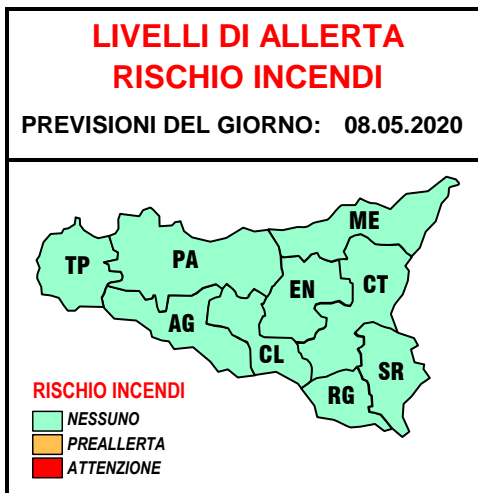 LIVELLI DI ALLERTA
RISCHIO INCENDI
PREVISIONI DEL GIORNO: 08.05.2020
ME
TP
PA
EN
CT
AG
CL
SR
RG
RISCHIO INCENDI
NESSUNO
PREALLERTA
ATTENZIONE